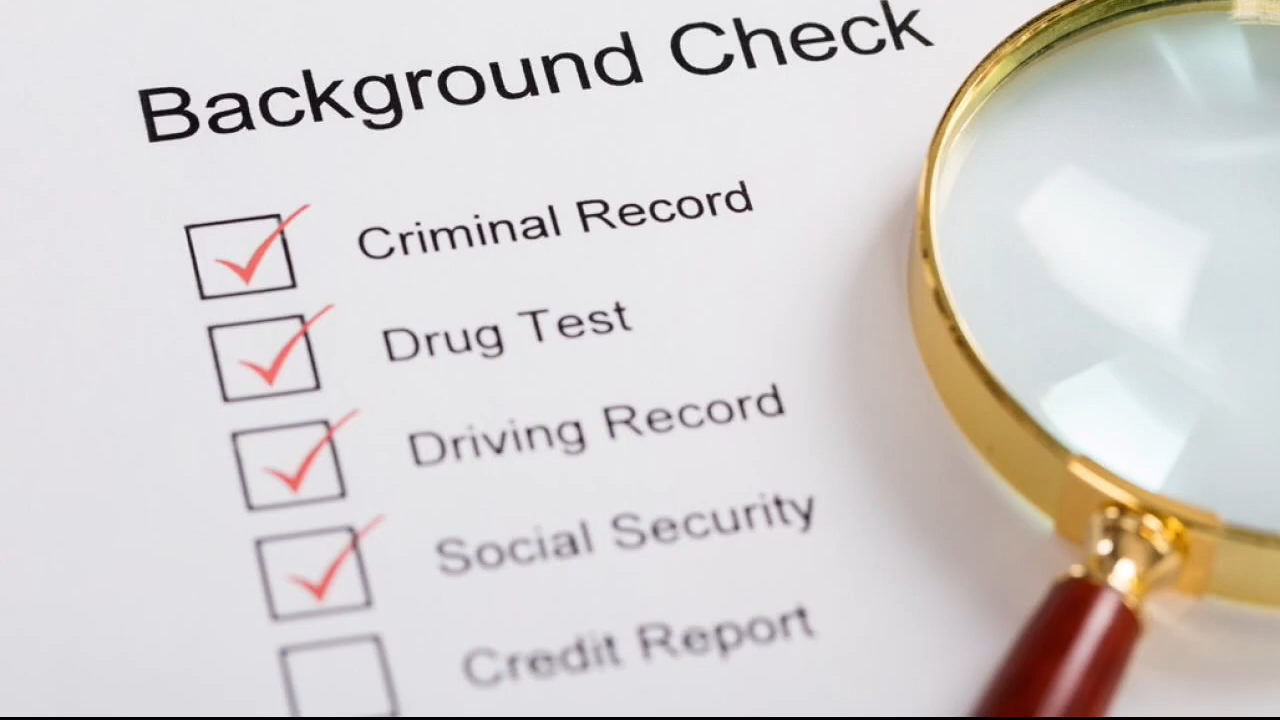 Background Check
Criminal Record
Drug Test
Driving Record
Social Security
Credit Report